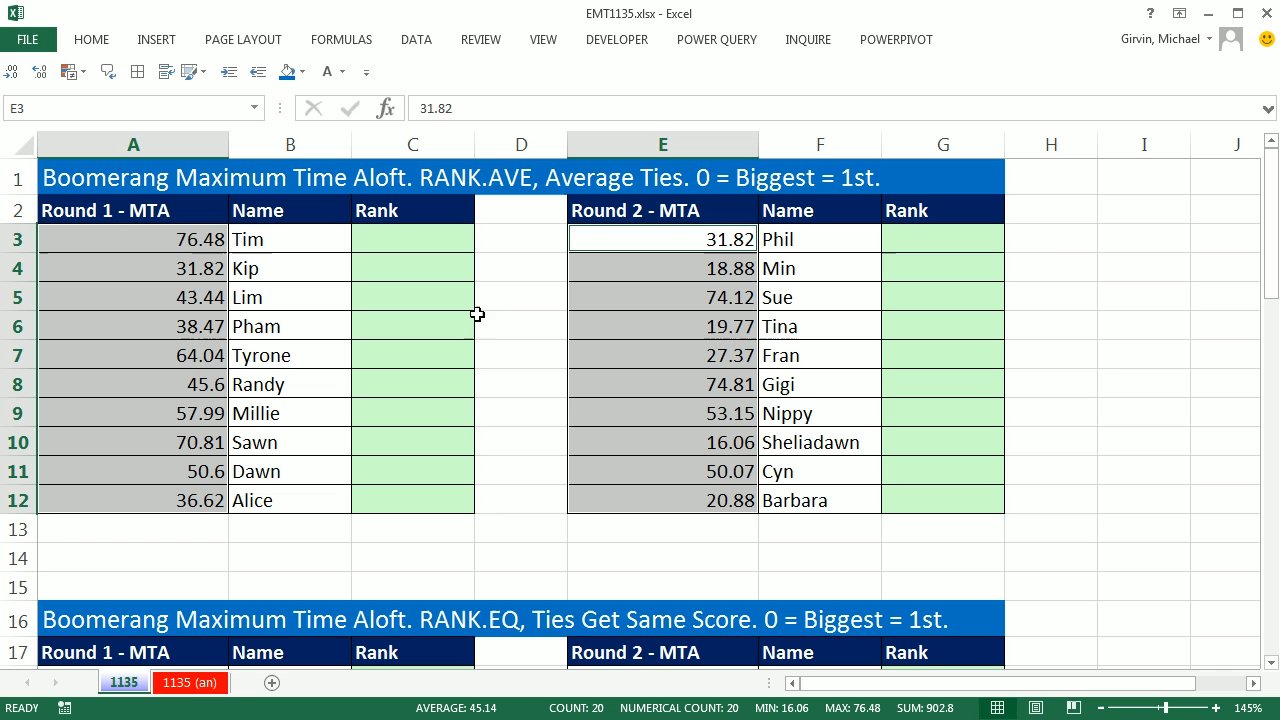 EMT1135.xlsx - Excel
FILE HOME INSERT PAGE LAYOUT FORMULAS DATA REVIEW VIEW DEVELOPER POWER QUERY INQUIRE POWERPIVOT Girvin, Michael
E3 fx 31.82
A B C D E F G H I J
1 Boomerang Maximum Time Aloft. RANK.AVE, Average Ties. 0 = Biggest = 1st.
2 Round 1 - MTA Name Rank Round 2 - MTA Name Rank
3 76.48 Tim 31.82 Phil
4 31.82 Kip 18.88 Min
5 43.44 Lim 74.12 Sue
6 38.47 Pham 19.77 Tina
7 64.04 Tyrone 27.37 Fran
8 45.6 Randy 74.81 Gigi
9 57.99 Millie 53.15 Nippy
10 70.81 Sawn 16.06 Sheliadawn
11 50.6 Dawn 50.07 Cyn
12 36.62 Alice 20.88 Barbara
13
14
15
16 Boomerang Maximum Time Aloft. RANK.EQ, Ties Get Same Score. 0 = Biggest = 1st.
17 Round 1 - MTA Name Rank Round 2 - MTA Name Rank
1135 1135 (an)
READY AVERAGE: 45.14 COUNT: 20 NUMERICAL COUNT: 20 MIN: 16.06 MAX: 76.48 SUM: 902.8 145%